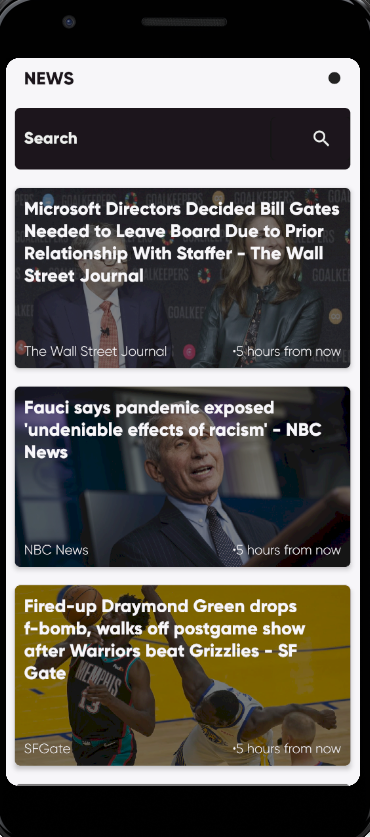 NEWS
Search
Microsoft Directors Decided Bill Gates
Needed to Leave Board Due to Prior
Relationship With Staffer - The Wall
Street Journal
GOALKEEPERS
The Wall Street Journal
•5 hours from now
Fauci says pandemic exposed
'undeniable effects of racism' - NBC
News
NBC News
•5 hours from now
Fired-up Draymond Green drops
f-bomb, walks off postgame show
after Warriors beat Grizzlies - SF
Gate
MEMPHIS
13
SFGate
•5 hours from now